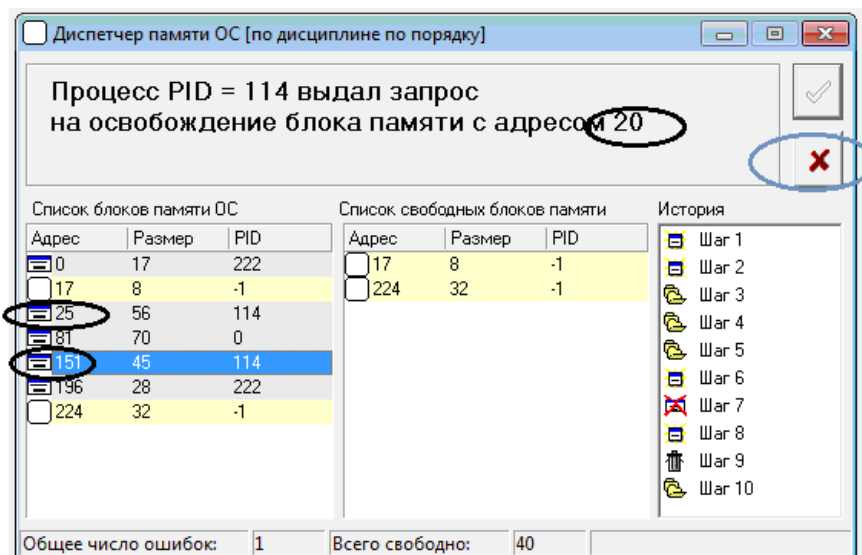 Диспетчер памяти ОС [по дисциплине по порядку]
Процесс PID = 114 выдал запрос
на освобождение блока памяти с адресом 20
Список блоков памяти ОС
Адрес Размер PID
0 17 222
17 8 -1
25 56 114
81 70 0
151 45 114
196 28 222
224 32 -1
Список свободных блоков памяти
Адрес Размер PID
17 8 -1
224 32 -1
История
Шаг 1
Шаг 2
Шаг 3
Шаг 4
Шаг 5
Шаг 6
Шаг 7
Шаг 8
Шаг 9
Шаг 10
Общее число ошибок: 1 Всего свободно: 40